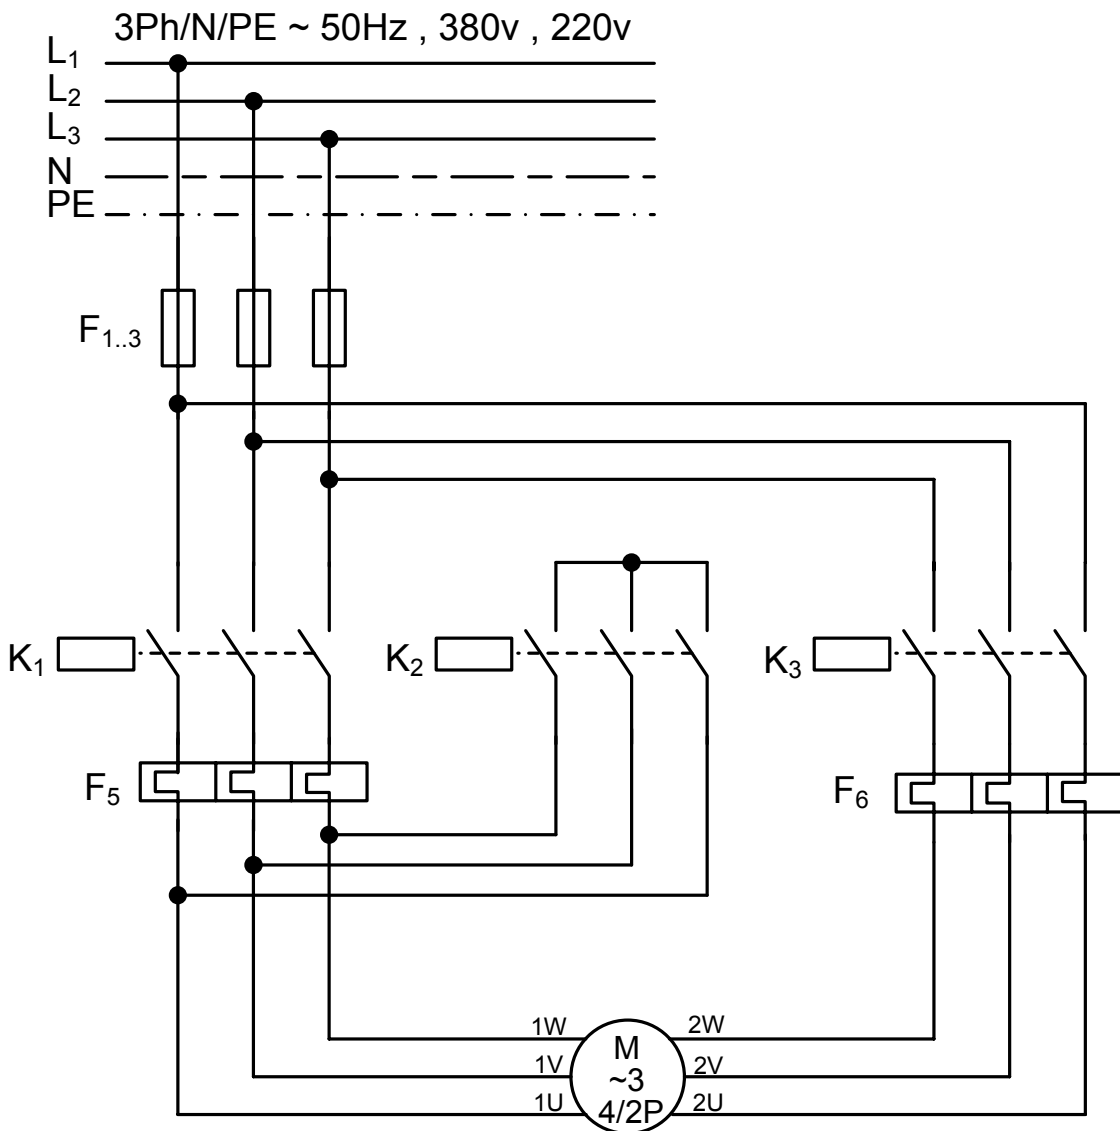 3Ph/N/PE ~ 50Hz , 380v , 220v
L₁
L₂
L₃
N
PE
F₁..₃
K₁
K₂
K₃
F₅
F₆
1W
2W
M
~3
4/2P
1V
2V
1U
2U